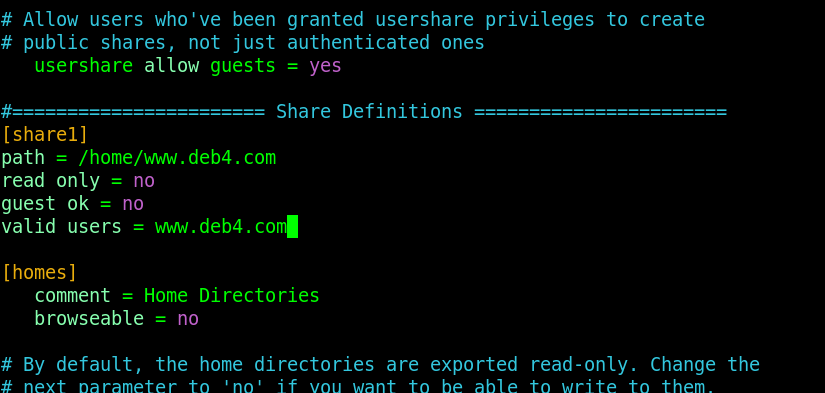 # Allow users who've been granted usershare privileges to create
# public shares, not just authenticated ones
usershare allow guests = yes
#======================= Share Definitions =======================
[share1]
path = /home/www.deb4.com
read only = no
guest ok = no
valid users = www.deb4.com
[homes]
comment = Home Directories
browseable = no
# By default, the home directories are exported read-only. Change the
# next parameter to 'no' if you want to be able to write to them.